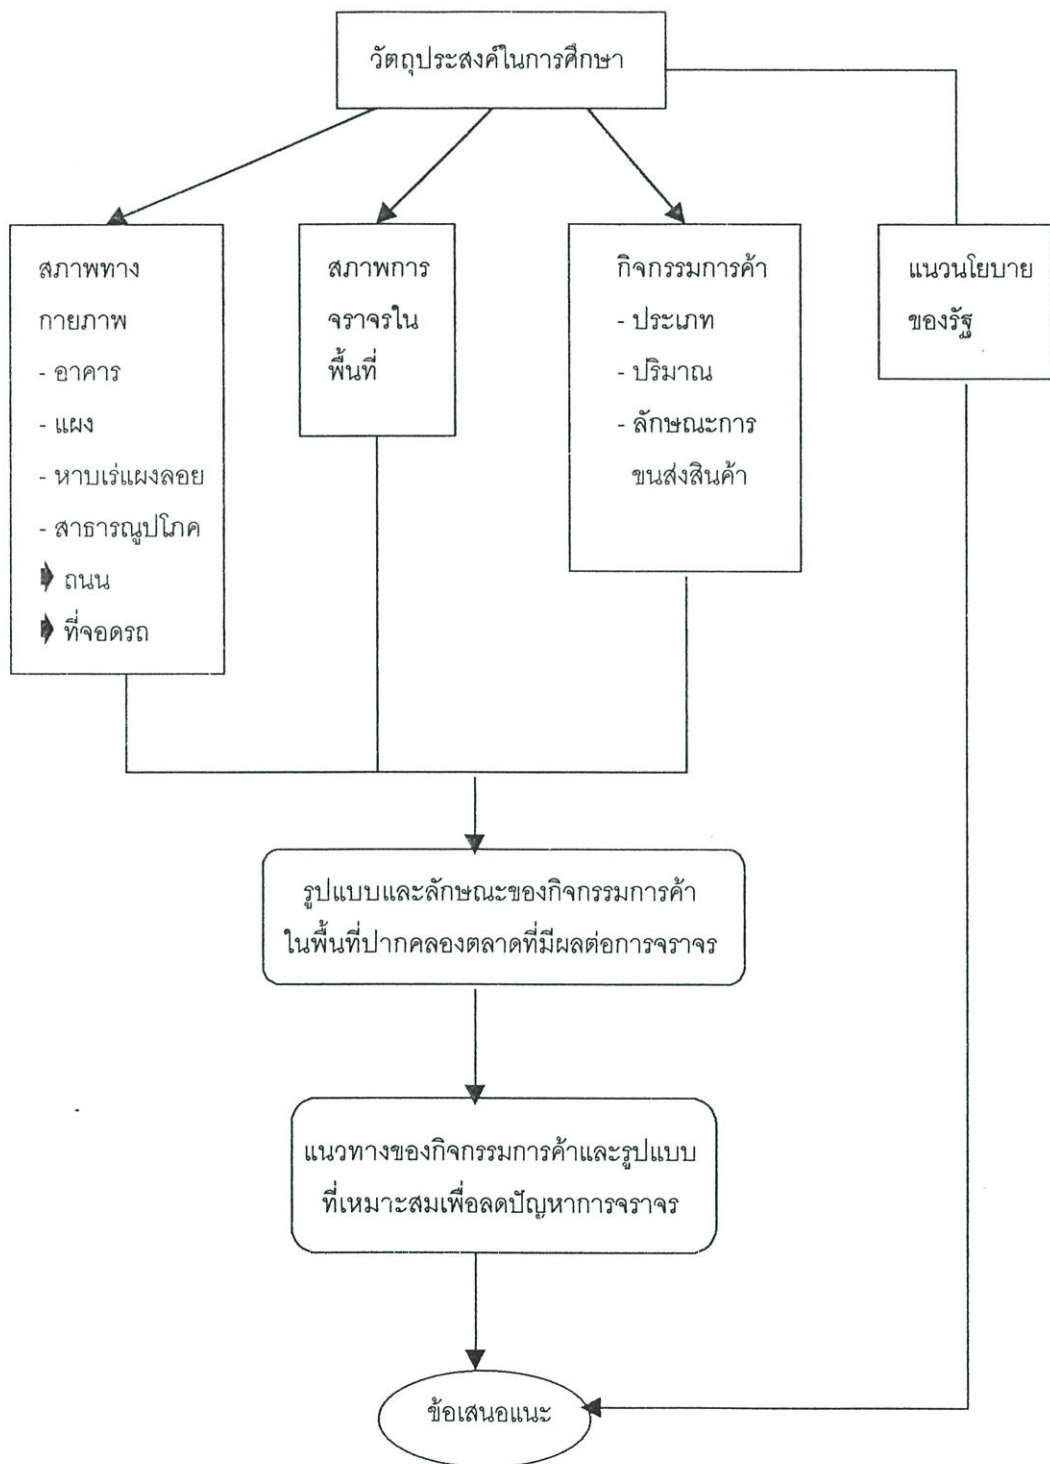 วัตถุประสงค์ในการศึกษา
สภาพทาง
กายภาพ
- อาคาร
- แผง
- หาบเร่แผงลอย
- สาธารณูปโภค
ถนน
ที่จอดรถ
สภาพการ
จราจรใน
พื้นที่
กิจกรรมการค้า
- ประเภท
- ปริมาณ
- ลักษณะการ
ขนส่งสินค้า
แนวนโยบาย
ของรัฐ
รูปแบบและลักษณะของกิจกรรมการค้า
ในพื้นที่ปากคลองตลาดที่มีผลต่อการจราจร
แนวทางของกิจกรรมการค้าและรูปแบบ
ที่เหมาะสมเพื่อลดปัญหาการจราจร
ข้อเสนอแนะ